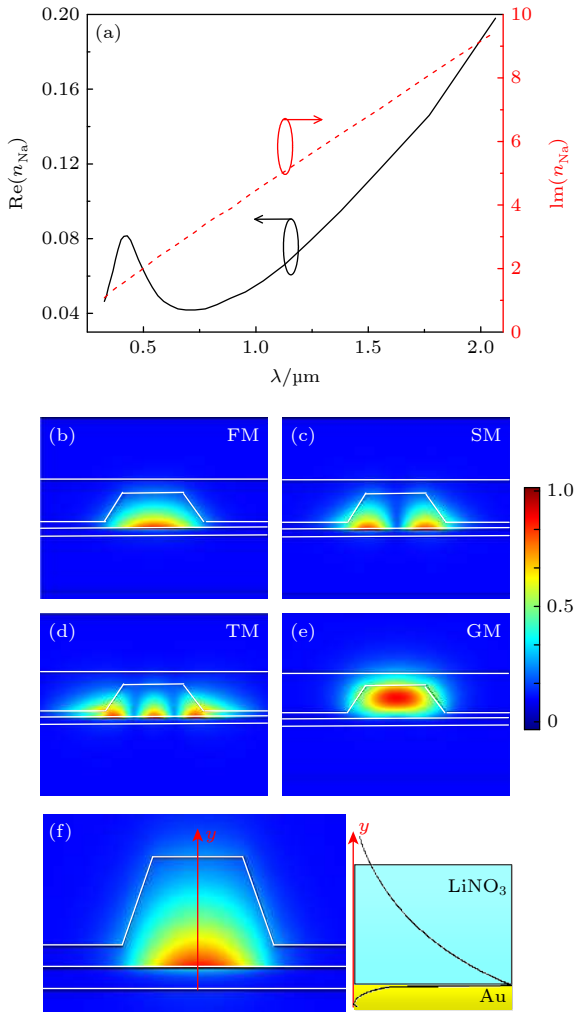 (a)
0.20
0.16
0.12
0.08
0.04
Re(n_Na)
10
8
6
4
2
0
Im(n_Na)
0.5
1.0
1.5
2.0
λ/μm
(b)
FM
(c)
SM
(d)
TM
(e)
GM
1.0
0.5
0
(f)
y
y
LiNO₃
Au